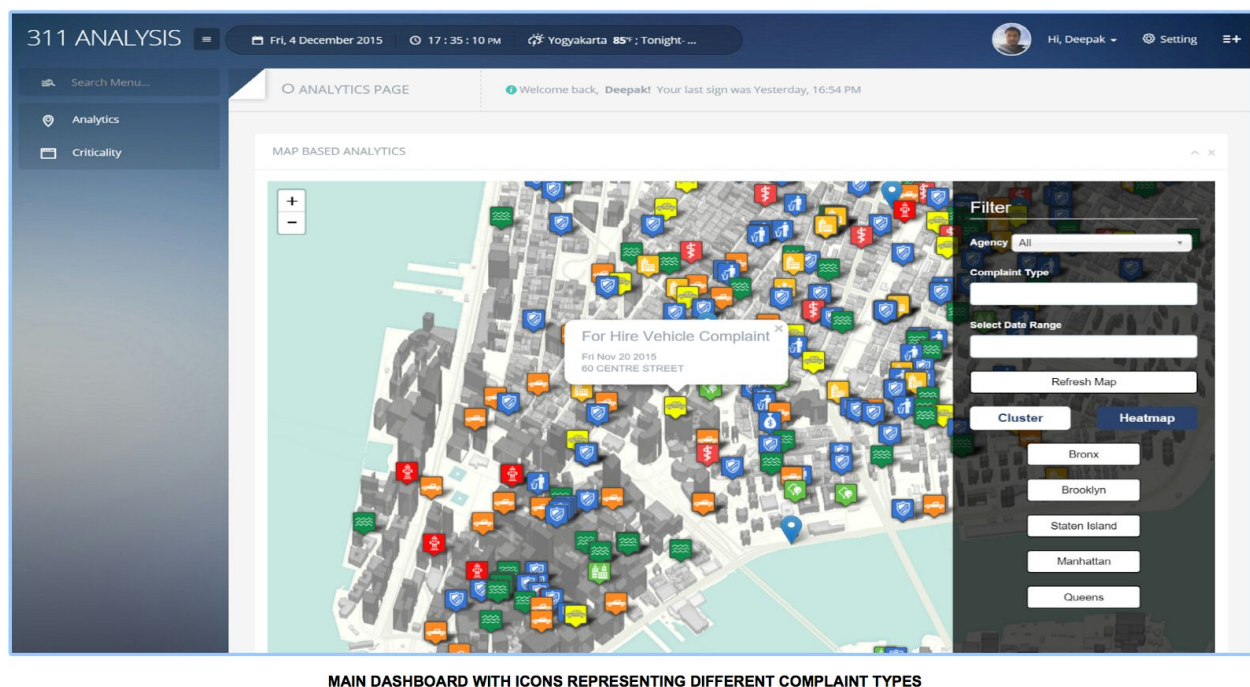 311 ANALYSIS
Fri, 4 December 2015
17 : 35 : 10 PM
Yogyakarta 85°F ; Tonight- ...
Hi, Deepak
Setting
Search Menu...
Analytics
Criticality
ANALYTICS PAGE
Welcome back, Deepak! Your last sign was Yesterday, 16:54 PM
MAP BASED ANALYTICS
+
−
For Hire Vehicle Complaint
Fri Nov 20 2015
60 CENTRE STREET
Filter
Agency All
Complaint Type
Select Date Range
Refresh Map
Cluster
Heatmap
Bronx
Brooklyn
Staten Island
Manhattan
Queens
MAIN DASHBOARD WITH ICONS REPRESENTING DIFFERENT COMPLAINT TYPES